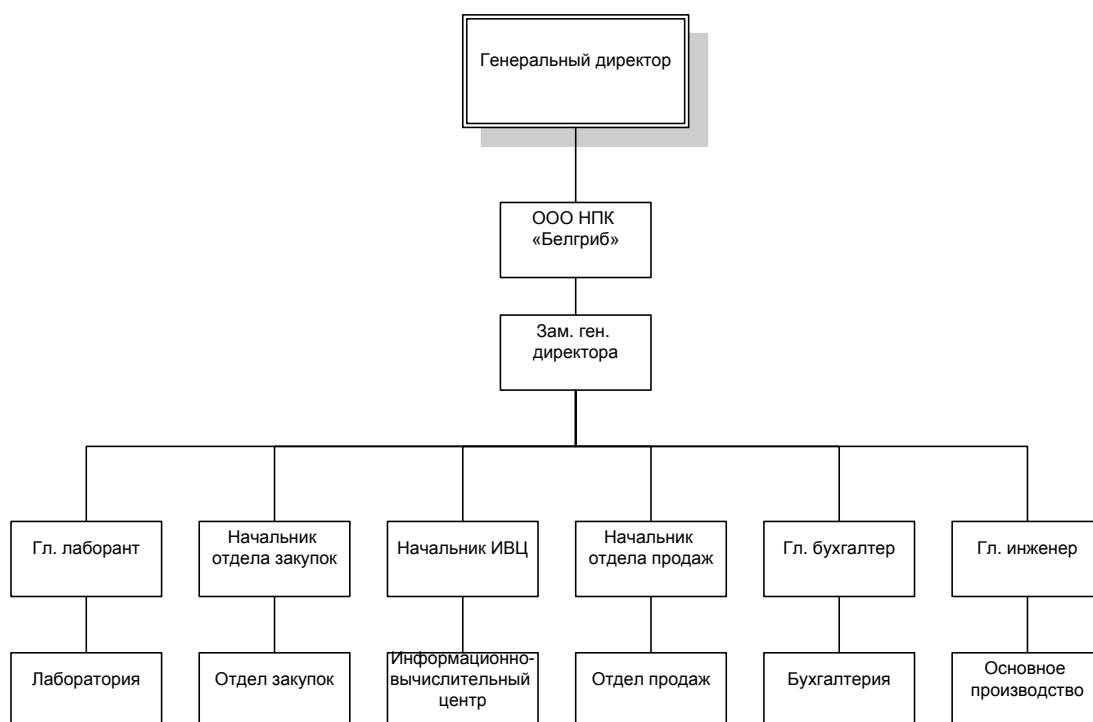 Генеральный директор
ООО НПК
«Белгриб»
Зам. ген.
директора
Гл. лаборант
Начальник
отдела закупок
Начальник ИВЦ
Начальник
отдела продаж
Гл. бухгалтер
Гл. инженер
Лаборатория
Отдел закупок
Информационно-
вычислительный
центр
Отдел продаж
Бухгалтерия
Основное
производство